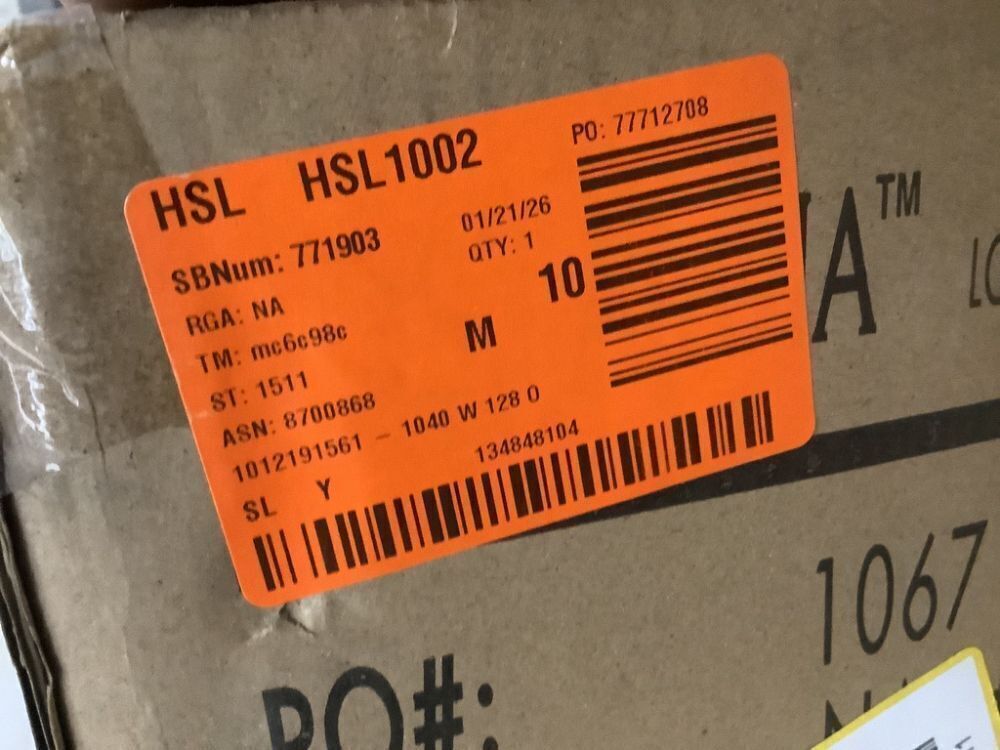 HSL HSL1002
PO: 77712708
SBNum: 771903
01/21/26
RGA: NA
QTY: 1
TM: mc6c98c
M
10
ST: 1511
ASN: 8700868
1012191561 - 1040 W 128 0
SL Y
134848104
A™
1067
PO#: